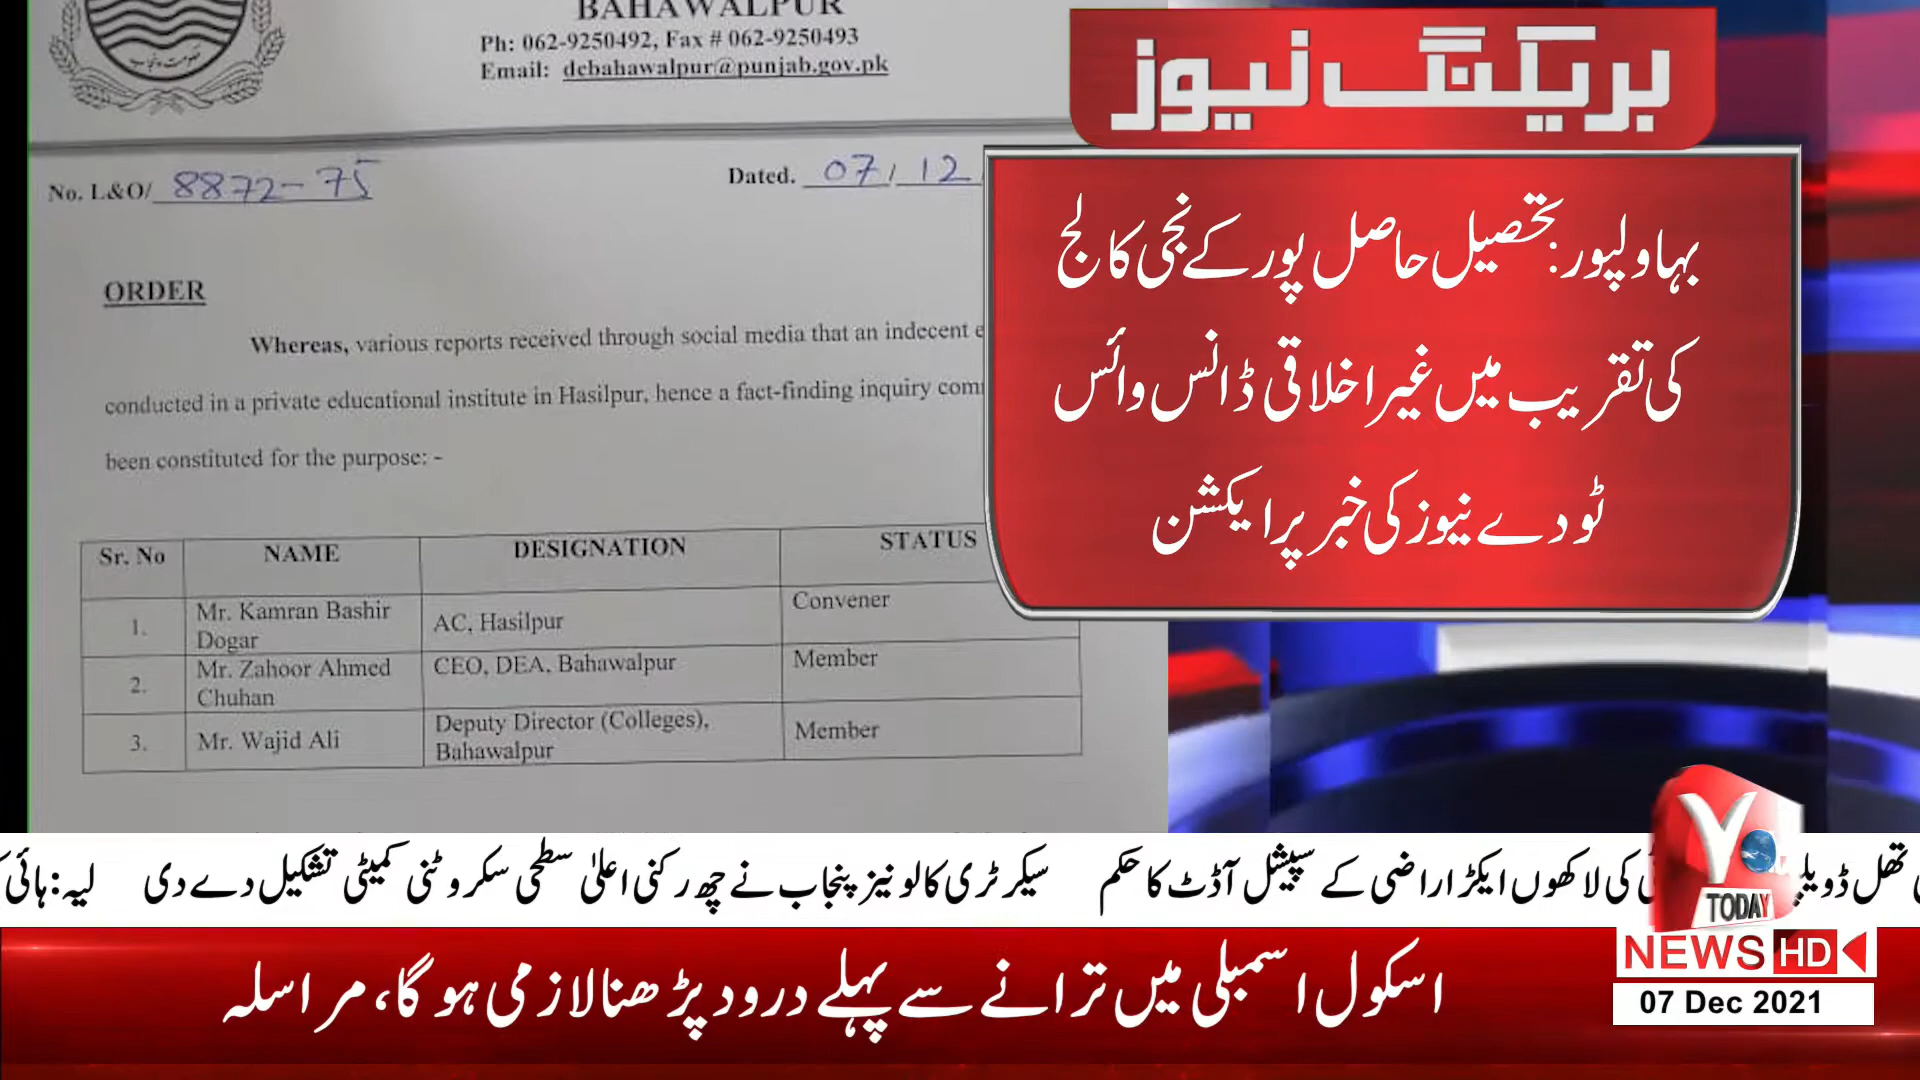 BAHAWALPUR
Ph: 062-9250492, Fax # 062-9250493
Email: dcbahawalpur@punjab.gov.pk
No. L&O/ 8872-75
Dated. 07/12
ORDER
Whereas, various reports received through social media that an indecent
conducted in a private educational institute in Hasilpur, hence a fact-finding inquiry
been constituted for the purpose: -
Sr. No NAME DESIGNATION STATUS
1. Mr. Kamran Bashir Dogar AC, Hasilpur Convener
2. Mr. Zahoor Ahmed Chuhan CEO, DEA, Bahawalpur Member
3. Mr. Wajid Ali Deputy Director (Colleges), Bahawalpur Member
بریکنگ نیوز
بہاولپور: تحصیل حاصل پور کے نجی کالج
کی تقریب میں غیر اخلاقی ڈانس وائس
ٹوڈے نیوز کی خبر پر ایکشن
کی لاکھوں ایکڑ اراضی کے سپیشل آڈٹ کا حکم سیکرٹری کالونیز پنجاب نے چھ رکنی اعلیٰ سطحی سکروٹنی کمیٹی تشکیل دے دی لیہ: ہائی
اسکول اسمبلی میں ترانے سے پہلے درود پڑھنا لازمی ہو گا، مراسلہ
TODAY
NEWS HD
07 Dec 2021